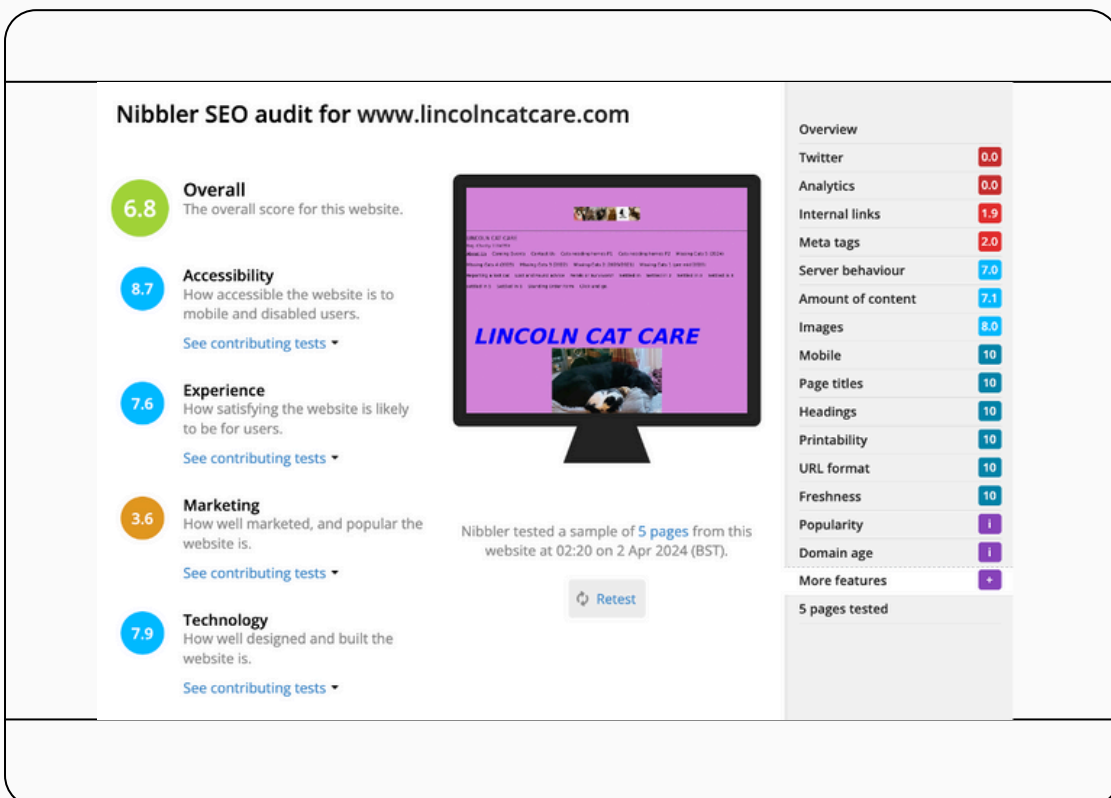 Nibbler SEO audit for www.lincolncatcare.com
6.8
Overall
The overall score for this website.
8.7
Accessibility
How accessible the website is to
mobile and disabled users.
See contributing tests
7.6
Experience
How satisfying the website is likely
to be for users.
See contributing tests
3.6
Marketing
How well marketed, and popular the
website is.
See contributing tests
7.9
Technology
How well designed and built the
website is.
See contributing tests
LINCOLN CAT CARE
LINCOLN CAT CARE
Nibbler tested a sample of 5 pages from this
website at 02:20 on 2 Apr 2024 (BST).
Retest
Overview
Twitter 0.0
Analytics 0.0
Internal links 1.9
Meta tags 2.0
Server behaviour 7.0
Amount of content 7.1
Images 8.0
Mobile 10
Page titles 10
Headings 10
Printability 10
URL format 10
Freshness 10
Popularity i
Domain age i
More features +
5 pages tested